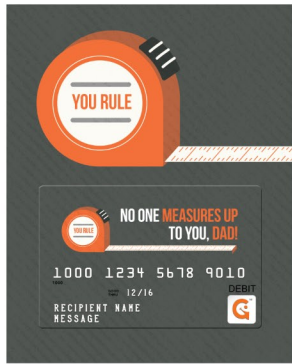 YOU RULE
YOU RULE
NO ONE MEASURES UP
TO YOU, DAD!
1000 1234 5678 9010
1000
12/16
DEBIT
RECIPIENT NAME
MESSAGE
G